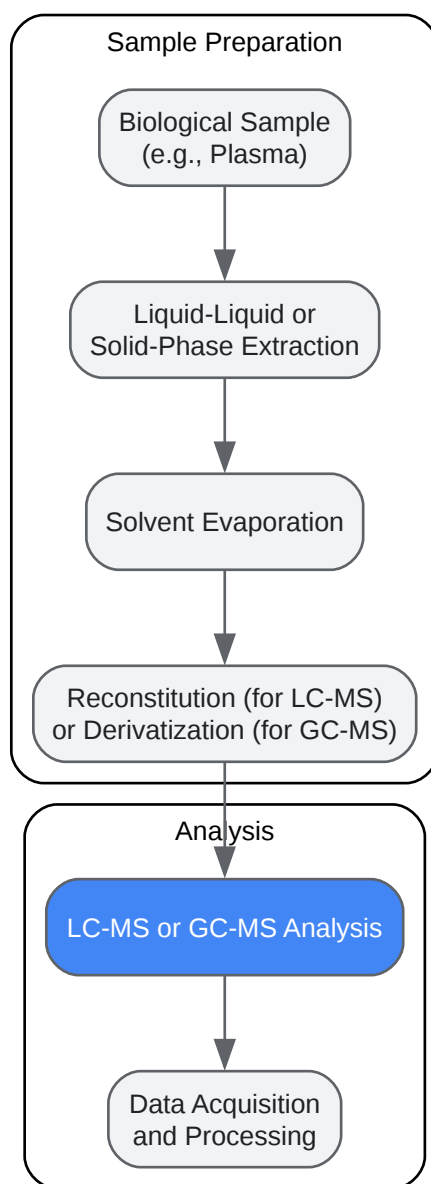 Sample Preparation
Biological Sample
(e.g., Plasma)
Liquid-Liquid or
Solid-Phase Extraction
Solvent Evaporation
Reconstitution (for LC-MS)
or Derivatization (for GC-MS)
Analysis
LC-MS or GC-MS Analysis
Data Acquisition
and Processing